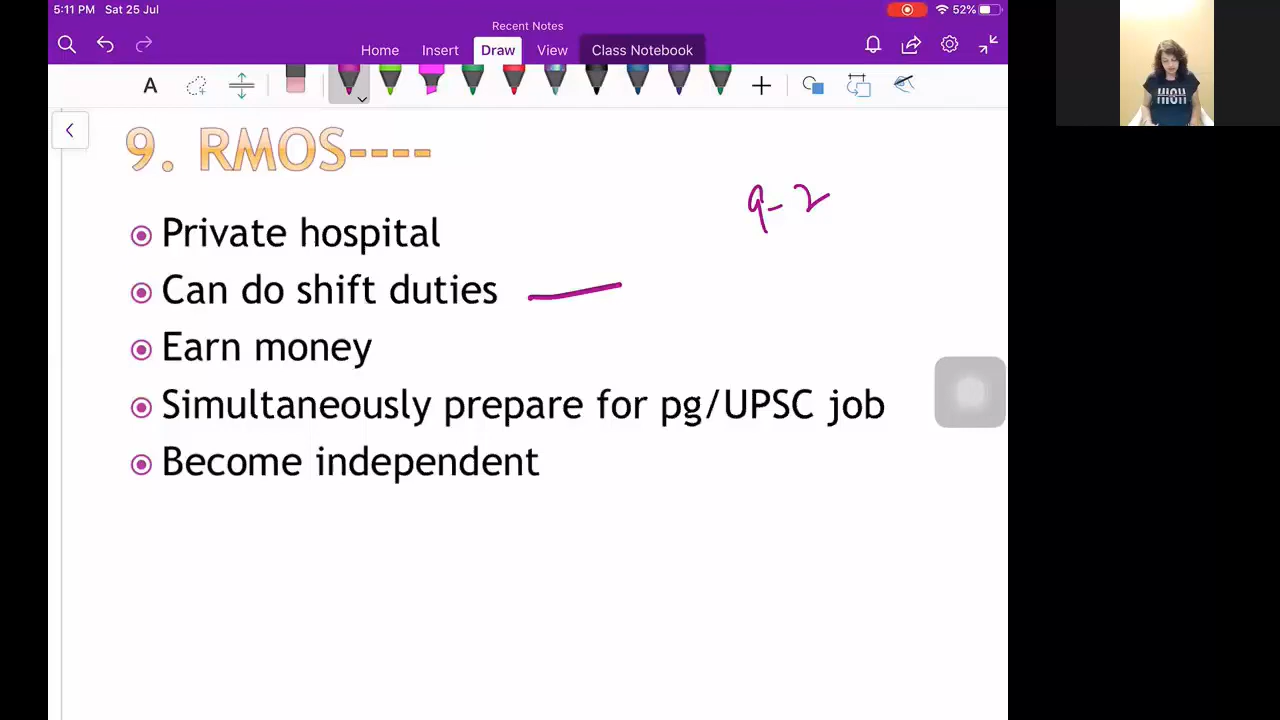 5:11 PM Sat 25 Jul
52%
Recent Notes
Home Insert Draw View Class Notebook
A
9. RMOS----
9-2
Private hospital
Can do shift duties
Earn money
Simultaneously prepare for pg/UPSC job
Become independent
HIGH